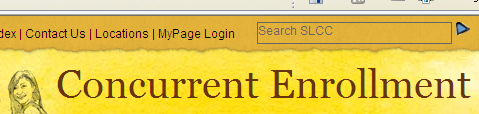 dex | Contact Us | Locations | MyPage Login
Search SLCC
Concurrent Enrollment